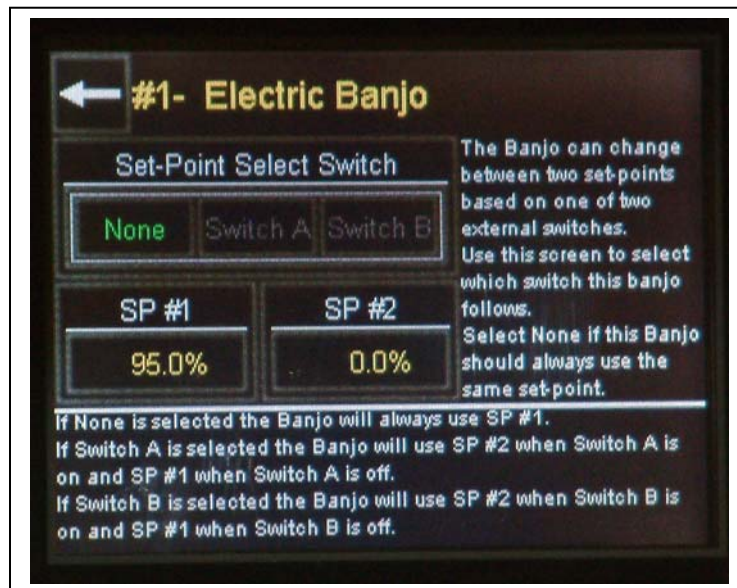 #1- Electric Banjo
Set-Point Select Switch
None Switch A Switch B
SP #1 SP #2
95.0% 0.0%
The Banjo can change
between two set-points
based on one of two
external switches.
Use this screen to select
which switch this banjo
follows.
Select None if this Banjo
should always use the
same set-point.
If None is selected the Banjo will always use SP #1.
If Switch A is selected the Banjo will use SP #2 when Switch A is
on and SP #1 when Switch A is off.
If Switch B is selected the Banjo will use SP #2 when Switch B is
on and SP #1 when Switch B is off.